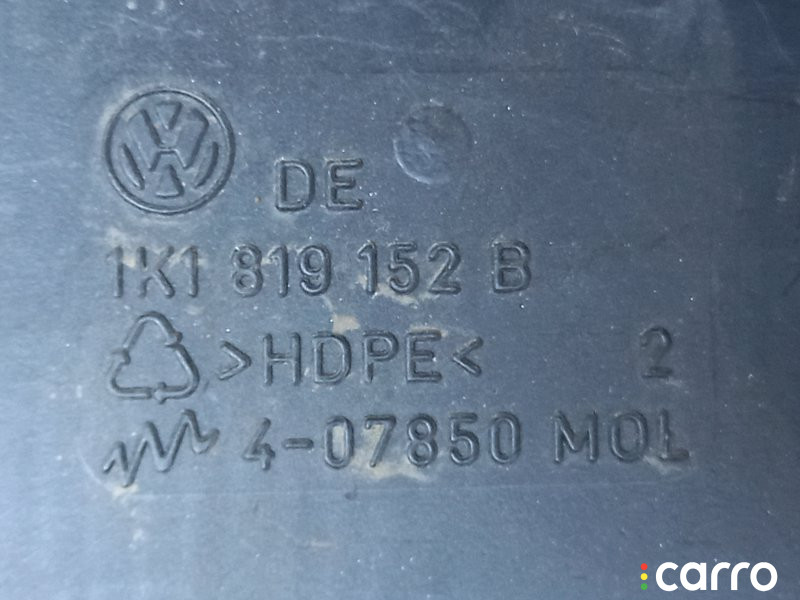 DE
1K1 819 152 B
>HDPE< 2
4-07850 MOL
carro